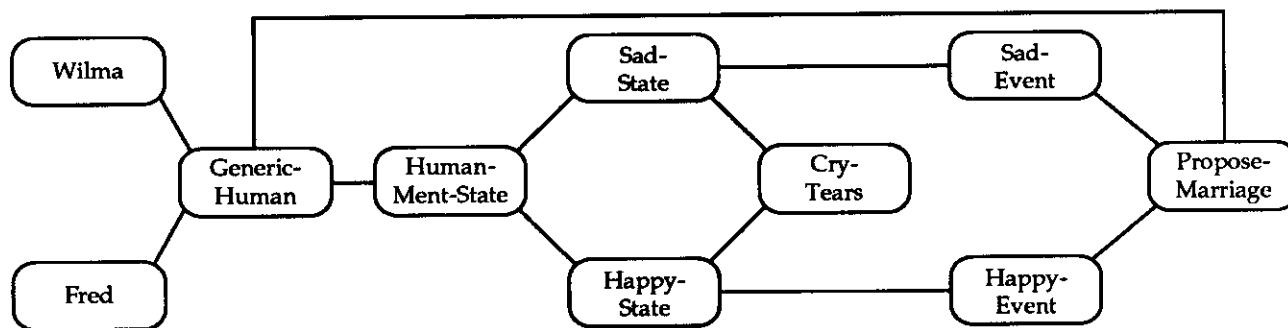 Wilma
Fred
Generic-
Human
Human-
Ment-State
Sad-
State
Happy-
State
Cry-
Tears
Sad-
Event
Happy-
Event
Propose-
Marriage